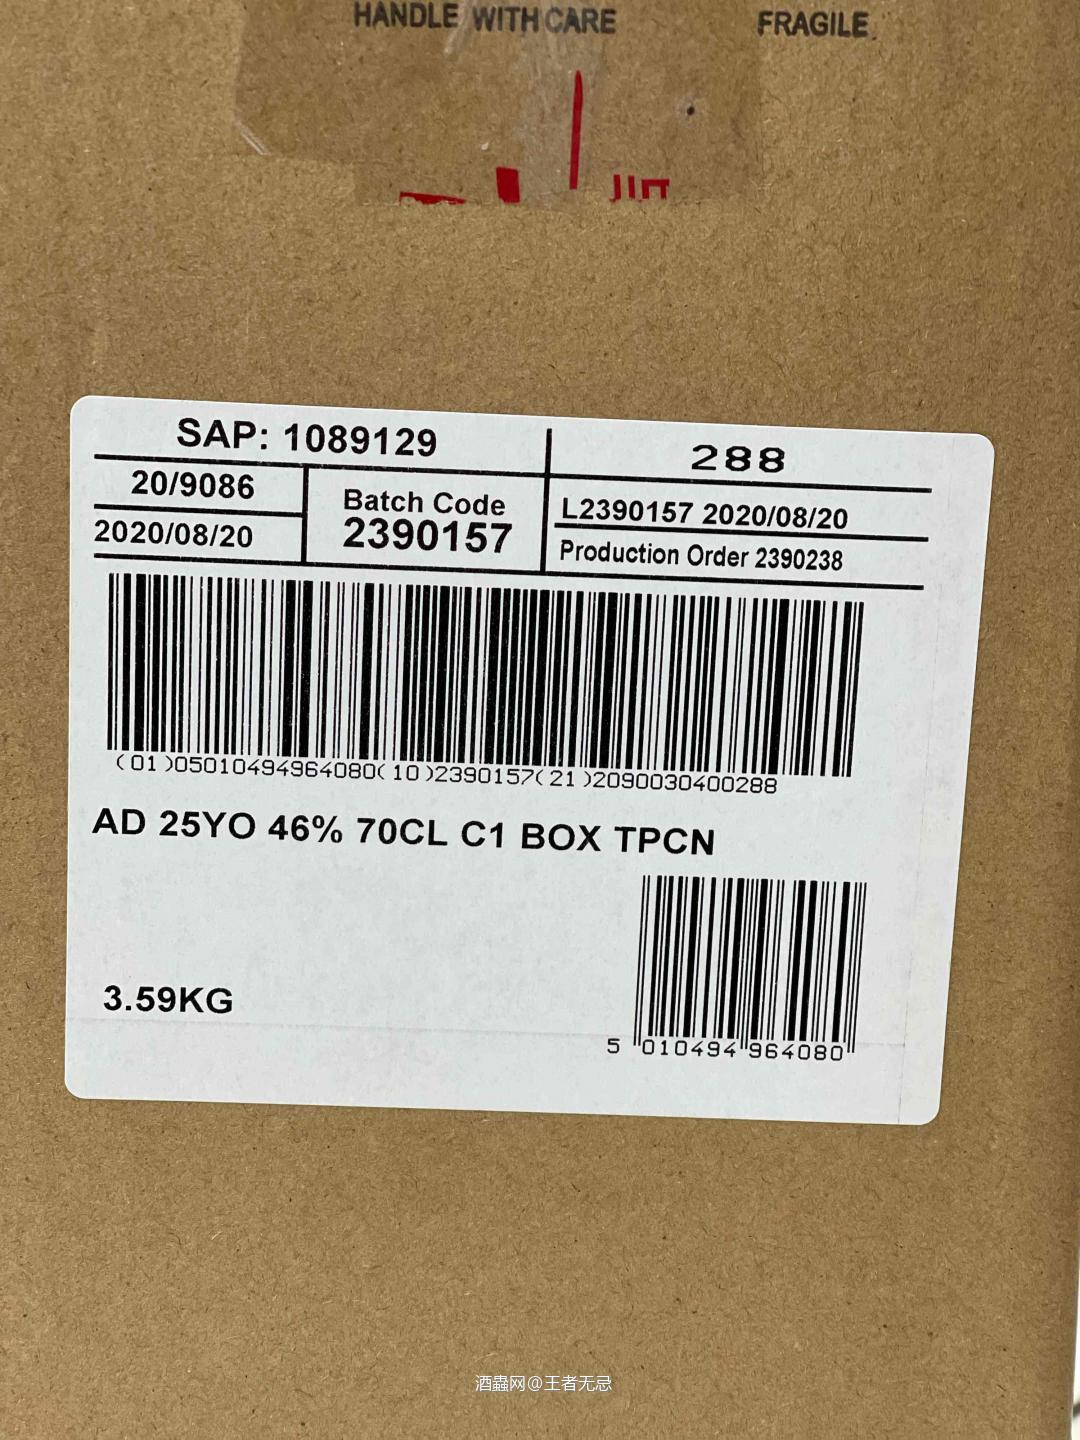 HANDLE WITH CARE
FRAGILE
SAP: 1089129
288
20/9086
Batch Code
L2390157 2020/08/20
2020/08/20
2390157
Production Order 2390238
(01)05010494964080(10)2390157(21)2090030400288
AD 25YO 46% 70CL C1 BOX TPCN
3.59KG
5 010494 964080
酒蟲网@王者无忌